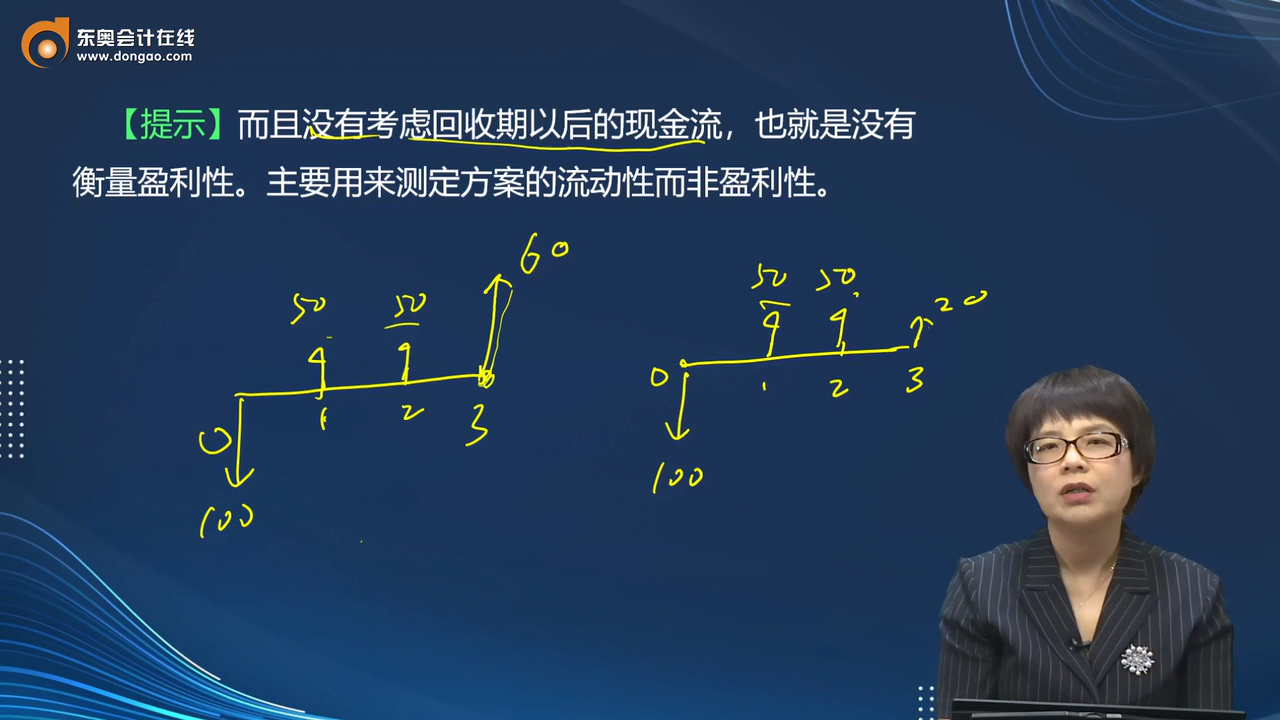 东奥会计在线
www.dongao.com
【提示】而且没有考虑回收期以后的现金流，也就是没有
衡量盈利性。主要用来测定方案的流动性而非盈利性。
60
50 50
0 1 2 3
100
50 50 20
0 1 2 3
100